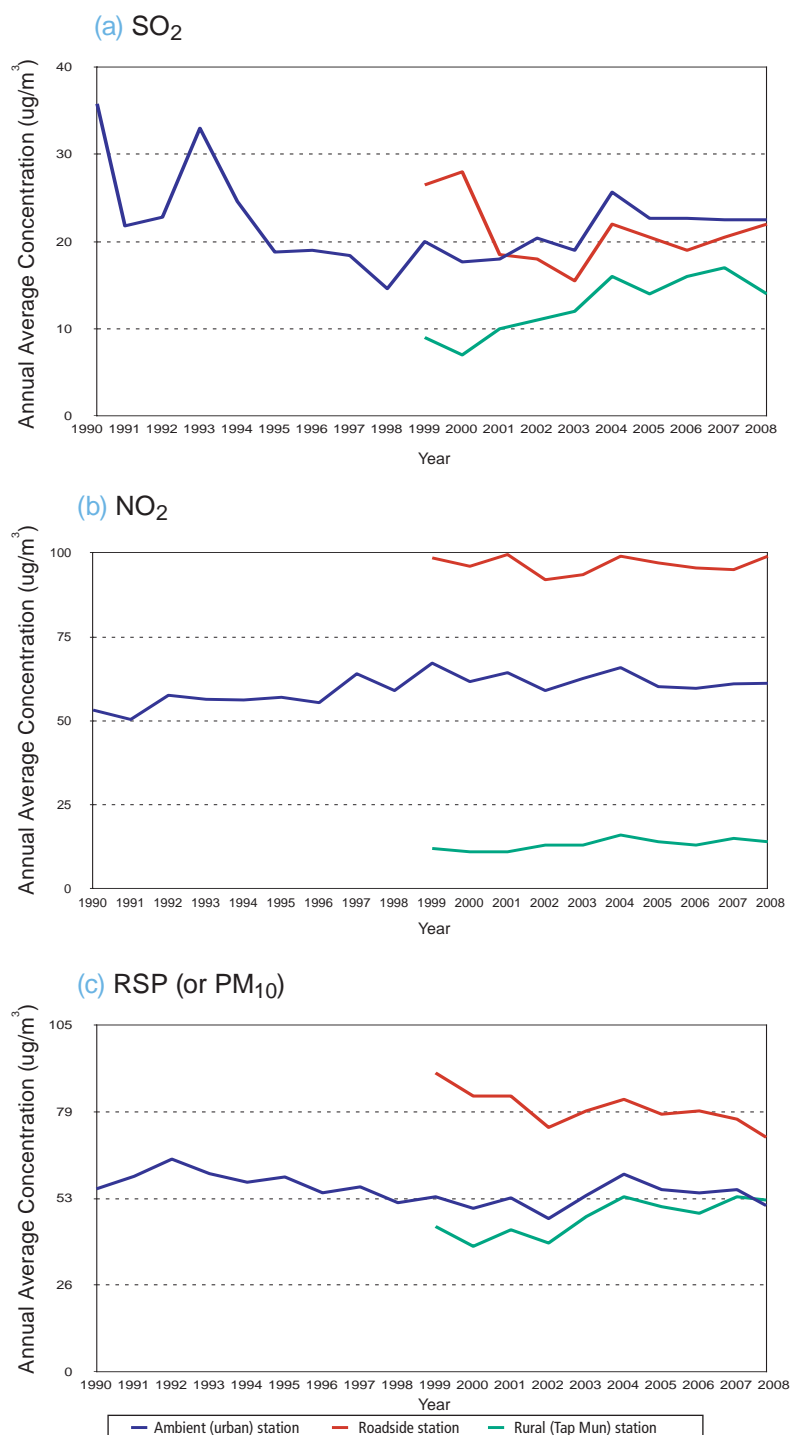 (a) SO2
Annual Average Concentration (ug/m3)
40
30
20
10
0
1990 1991 1992 1993 1994 1995 1996 1997 1998 1999 2000 2001 2002 2003 2004 2005 2006 2007 2008
Year
(b) NO2
Annual Average Concentration (ug/m3)
100
75
50
25
0
1990 1991 1992 1993 1994 1995 1996 1997 1998 1999 2000 2001 2002 2003 2004 2005 2006 2007 2008
Year
(c) RSP (or PM10)
Annual Average Concentration (ug/m3)
105
79
53
26
0
1990 1991 1992 1993 1994 1995 1996 1997 1998 1999 2000 2001 2002 2003 2004 2005 2006 2007 2008
Year
Ambient (urban) station Roadside station Rural (Tap Mun) station